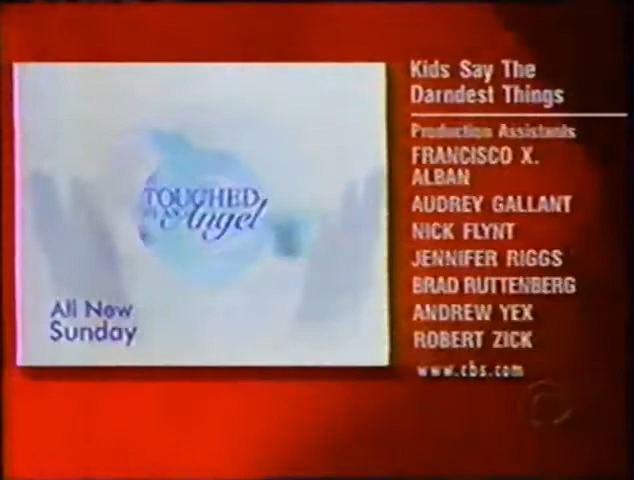 Kids Say The
Darndest Things
Production Assistants
FRANCISCO X.
ALBAN
AUDREY GALLANT
NICK FLYNT
JENNIFER RIGGS
BRAD RUTTENBERG
ANDREW YEX
ROBERT ZICK
www.cbs.com
TOUCHED
BY AN Angel
All New
Sunday